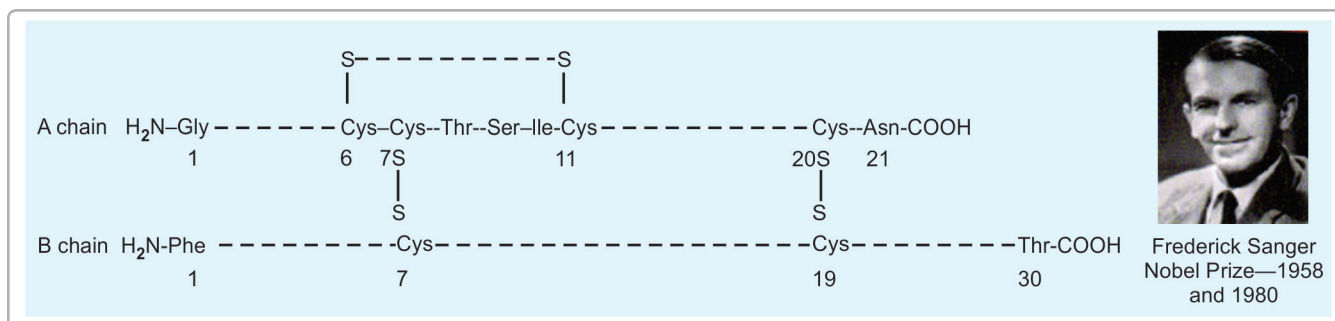 S–––––––––––S
A chain H₂N–Gly–––––––––Cys–Cys--Thr--Ser–Ile-Cys––––––––––––––Cys--Asn-COOH
1 6 7S 11 20S 21
S S
B chain H₂N-Phe –––––––––––––-Cys––––––––––––––––––––––––Cys––––––––––Thr-COOH
1 7 19 30
Frederick Sanger
Nobel Prize—1958
and 1980